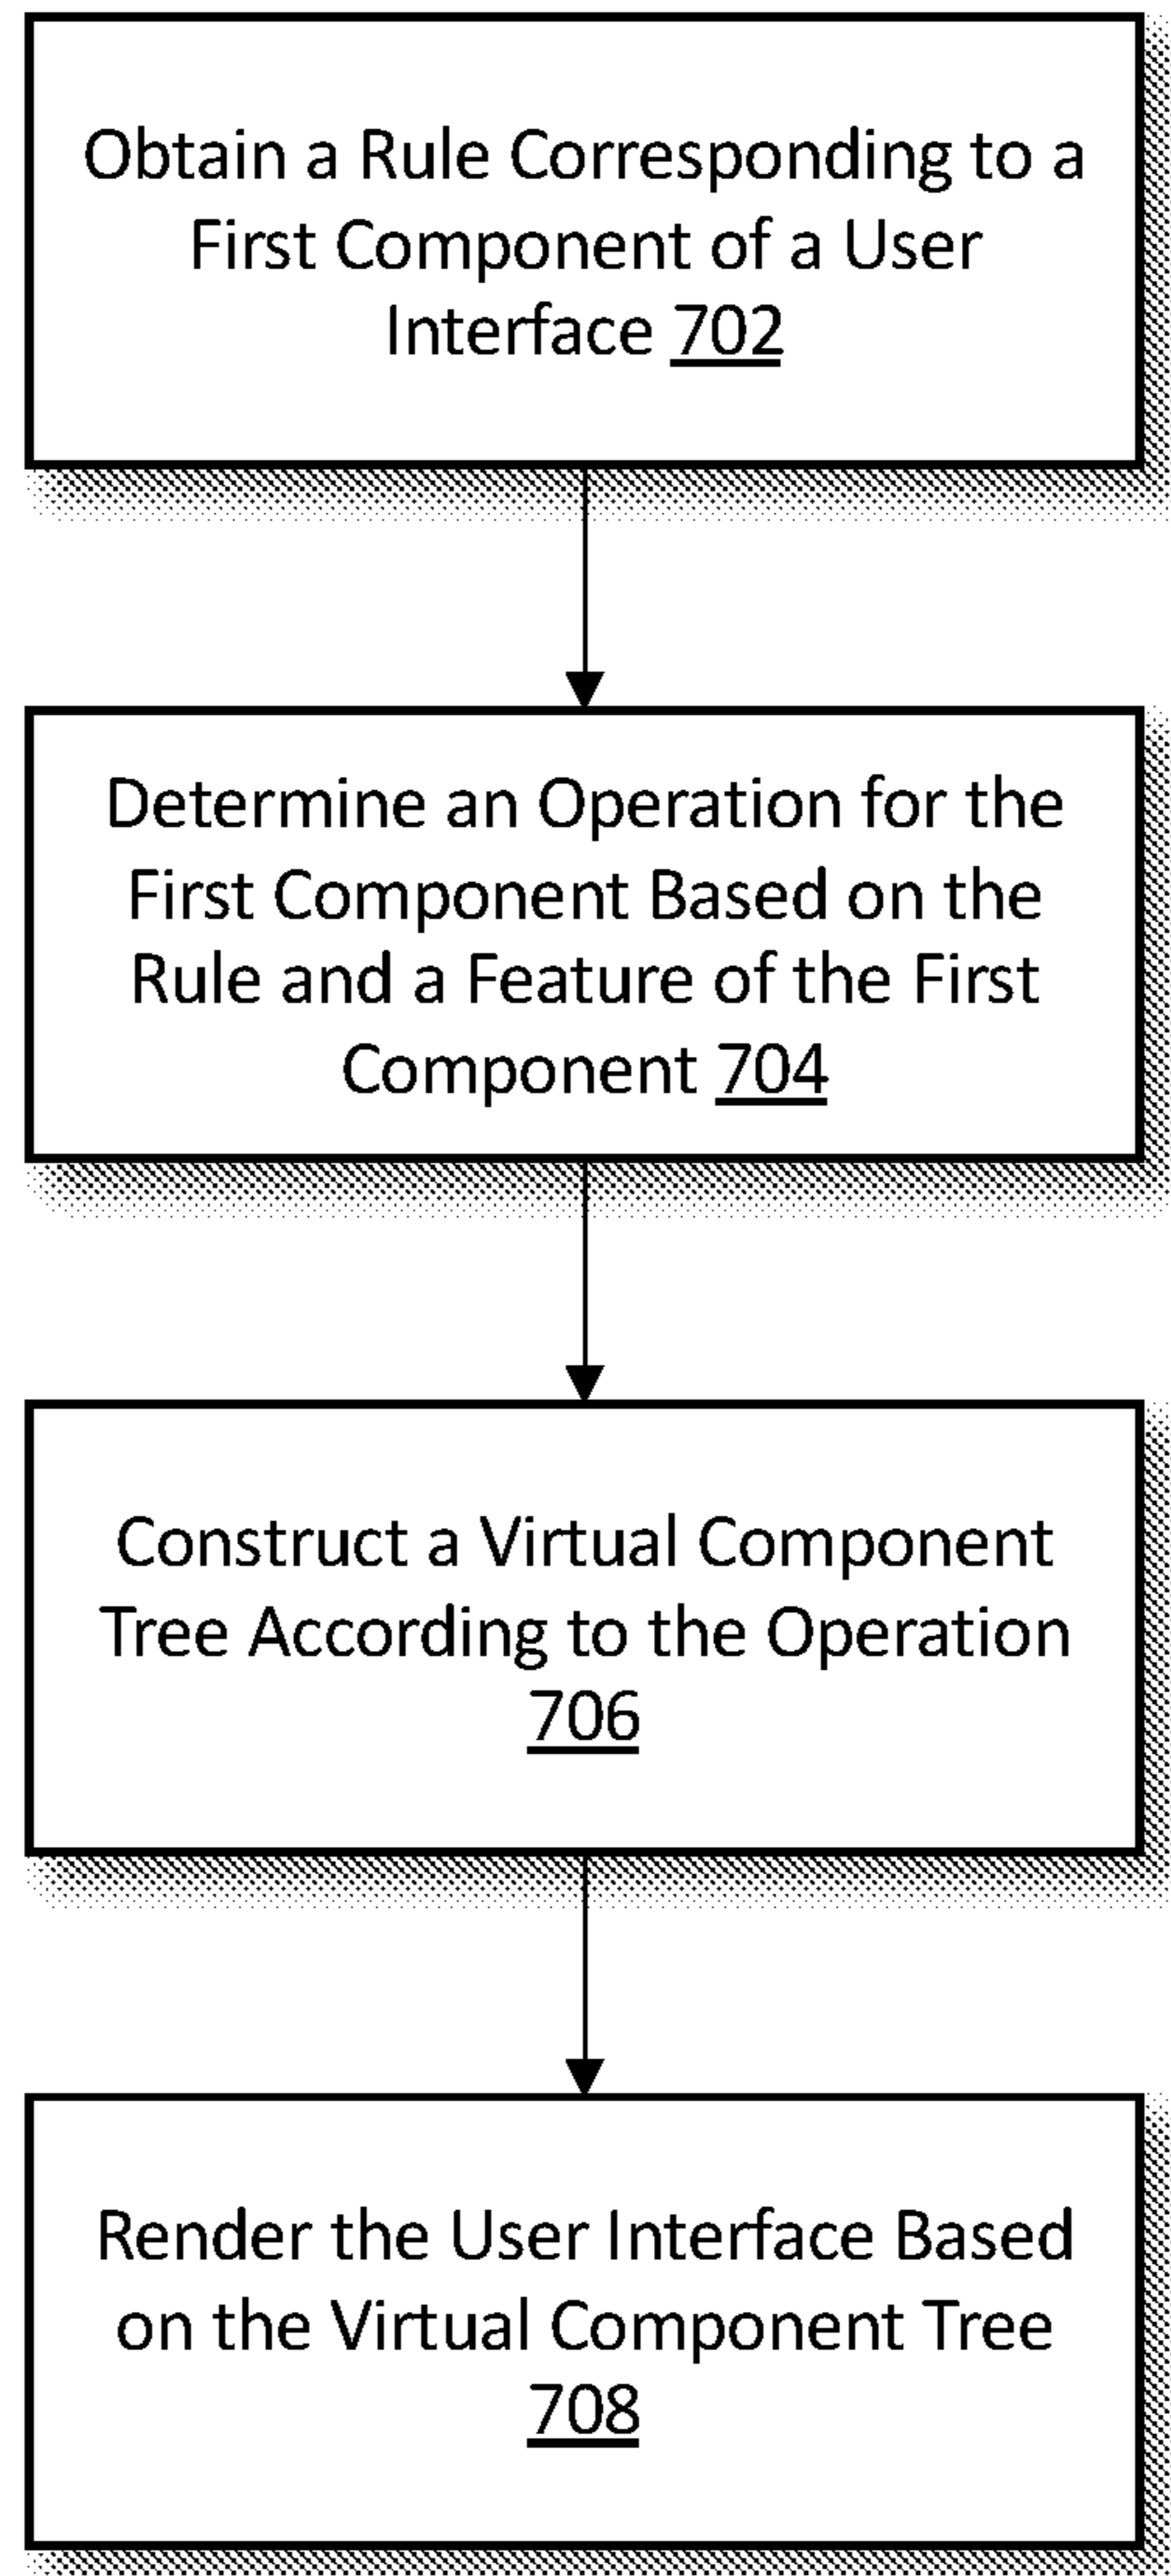 Obtain a Rule Corresponding to a
First Component of a User
Interface 702
Determine an Operation for the
First Component Based on the
Rule and a Feature of the First
Component 704
Construct a Virtual Component
Tree According to the Operation
706
Render the User Interface Based
on the Virtual Component Tree
708